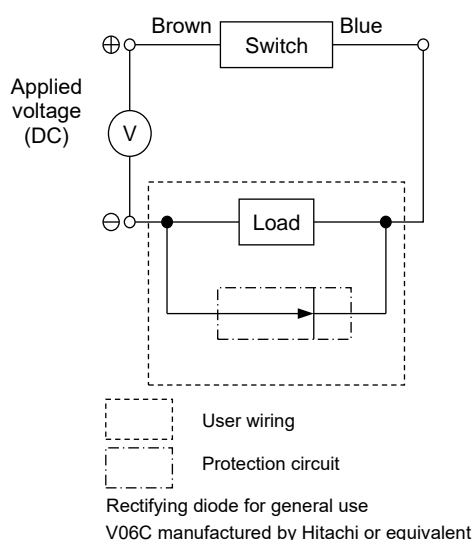 Brown
Switch
Blue
⊕
Applied
voltage
(DC)
V
⊖
Load
User wiring
Protection circuit
Rectifying diode for general use
V06C manufactured by Hitachi or equivalent